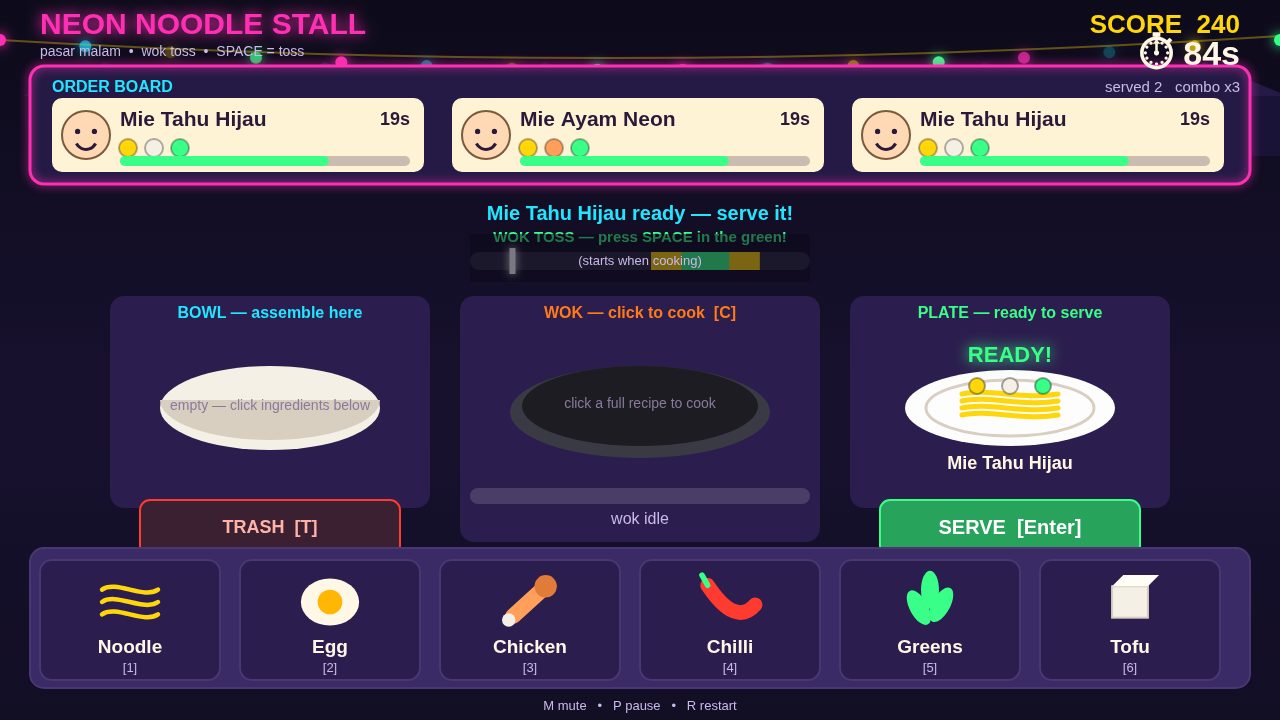 NEON NOODLE STALL
SCORE 240
pasar malam • wok toss • SPACE = toss
84s
ORDER BOARD
served 2 combo x3
Mie Tahu Hijau 19s
Mie Ayam Neon 19s
Mie Tahu Hijau 19s
Mie Tahu Hijau ready — serve it!
WOK TOSS — press SPACE in the green!
(starts when cooking)
BOWL — assemble here
WOK — click to cook [C]
PLATE — ready to serve
READY!
empty — click ingredients below
click a full recipe to cook
Mie Tahu Hijau
wok idle
TRASH [T]
SERVE [Enter]
Noodle
[1]
Egg
[2]
Chicken
[3]
Chilli
[4]
Greens
[5]
Tofu
[6]
M mute • P pause • R restart